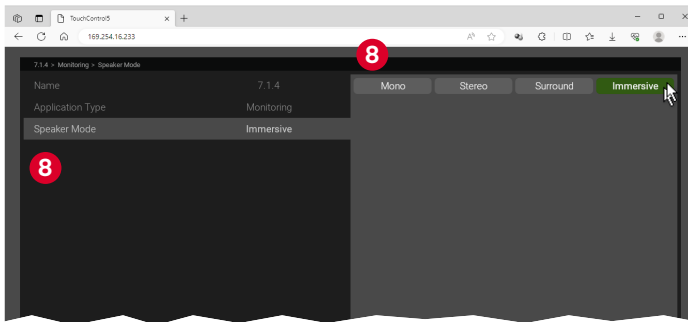 TouchControl5
169.254.16.233
8
7.1.4 > Monitoring > Speaker Mode
Name 7.1.4 Mono Stereo Surround Immersive
Application Type Monitoring
Speaker Mode Immersive
8